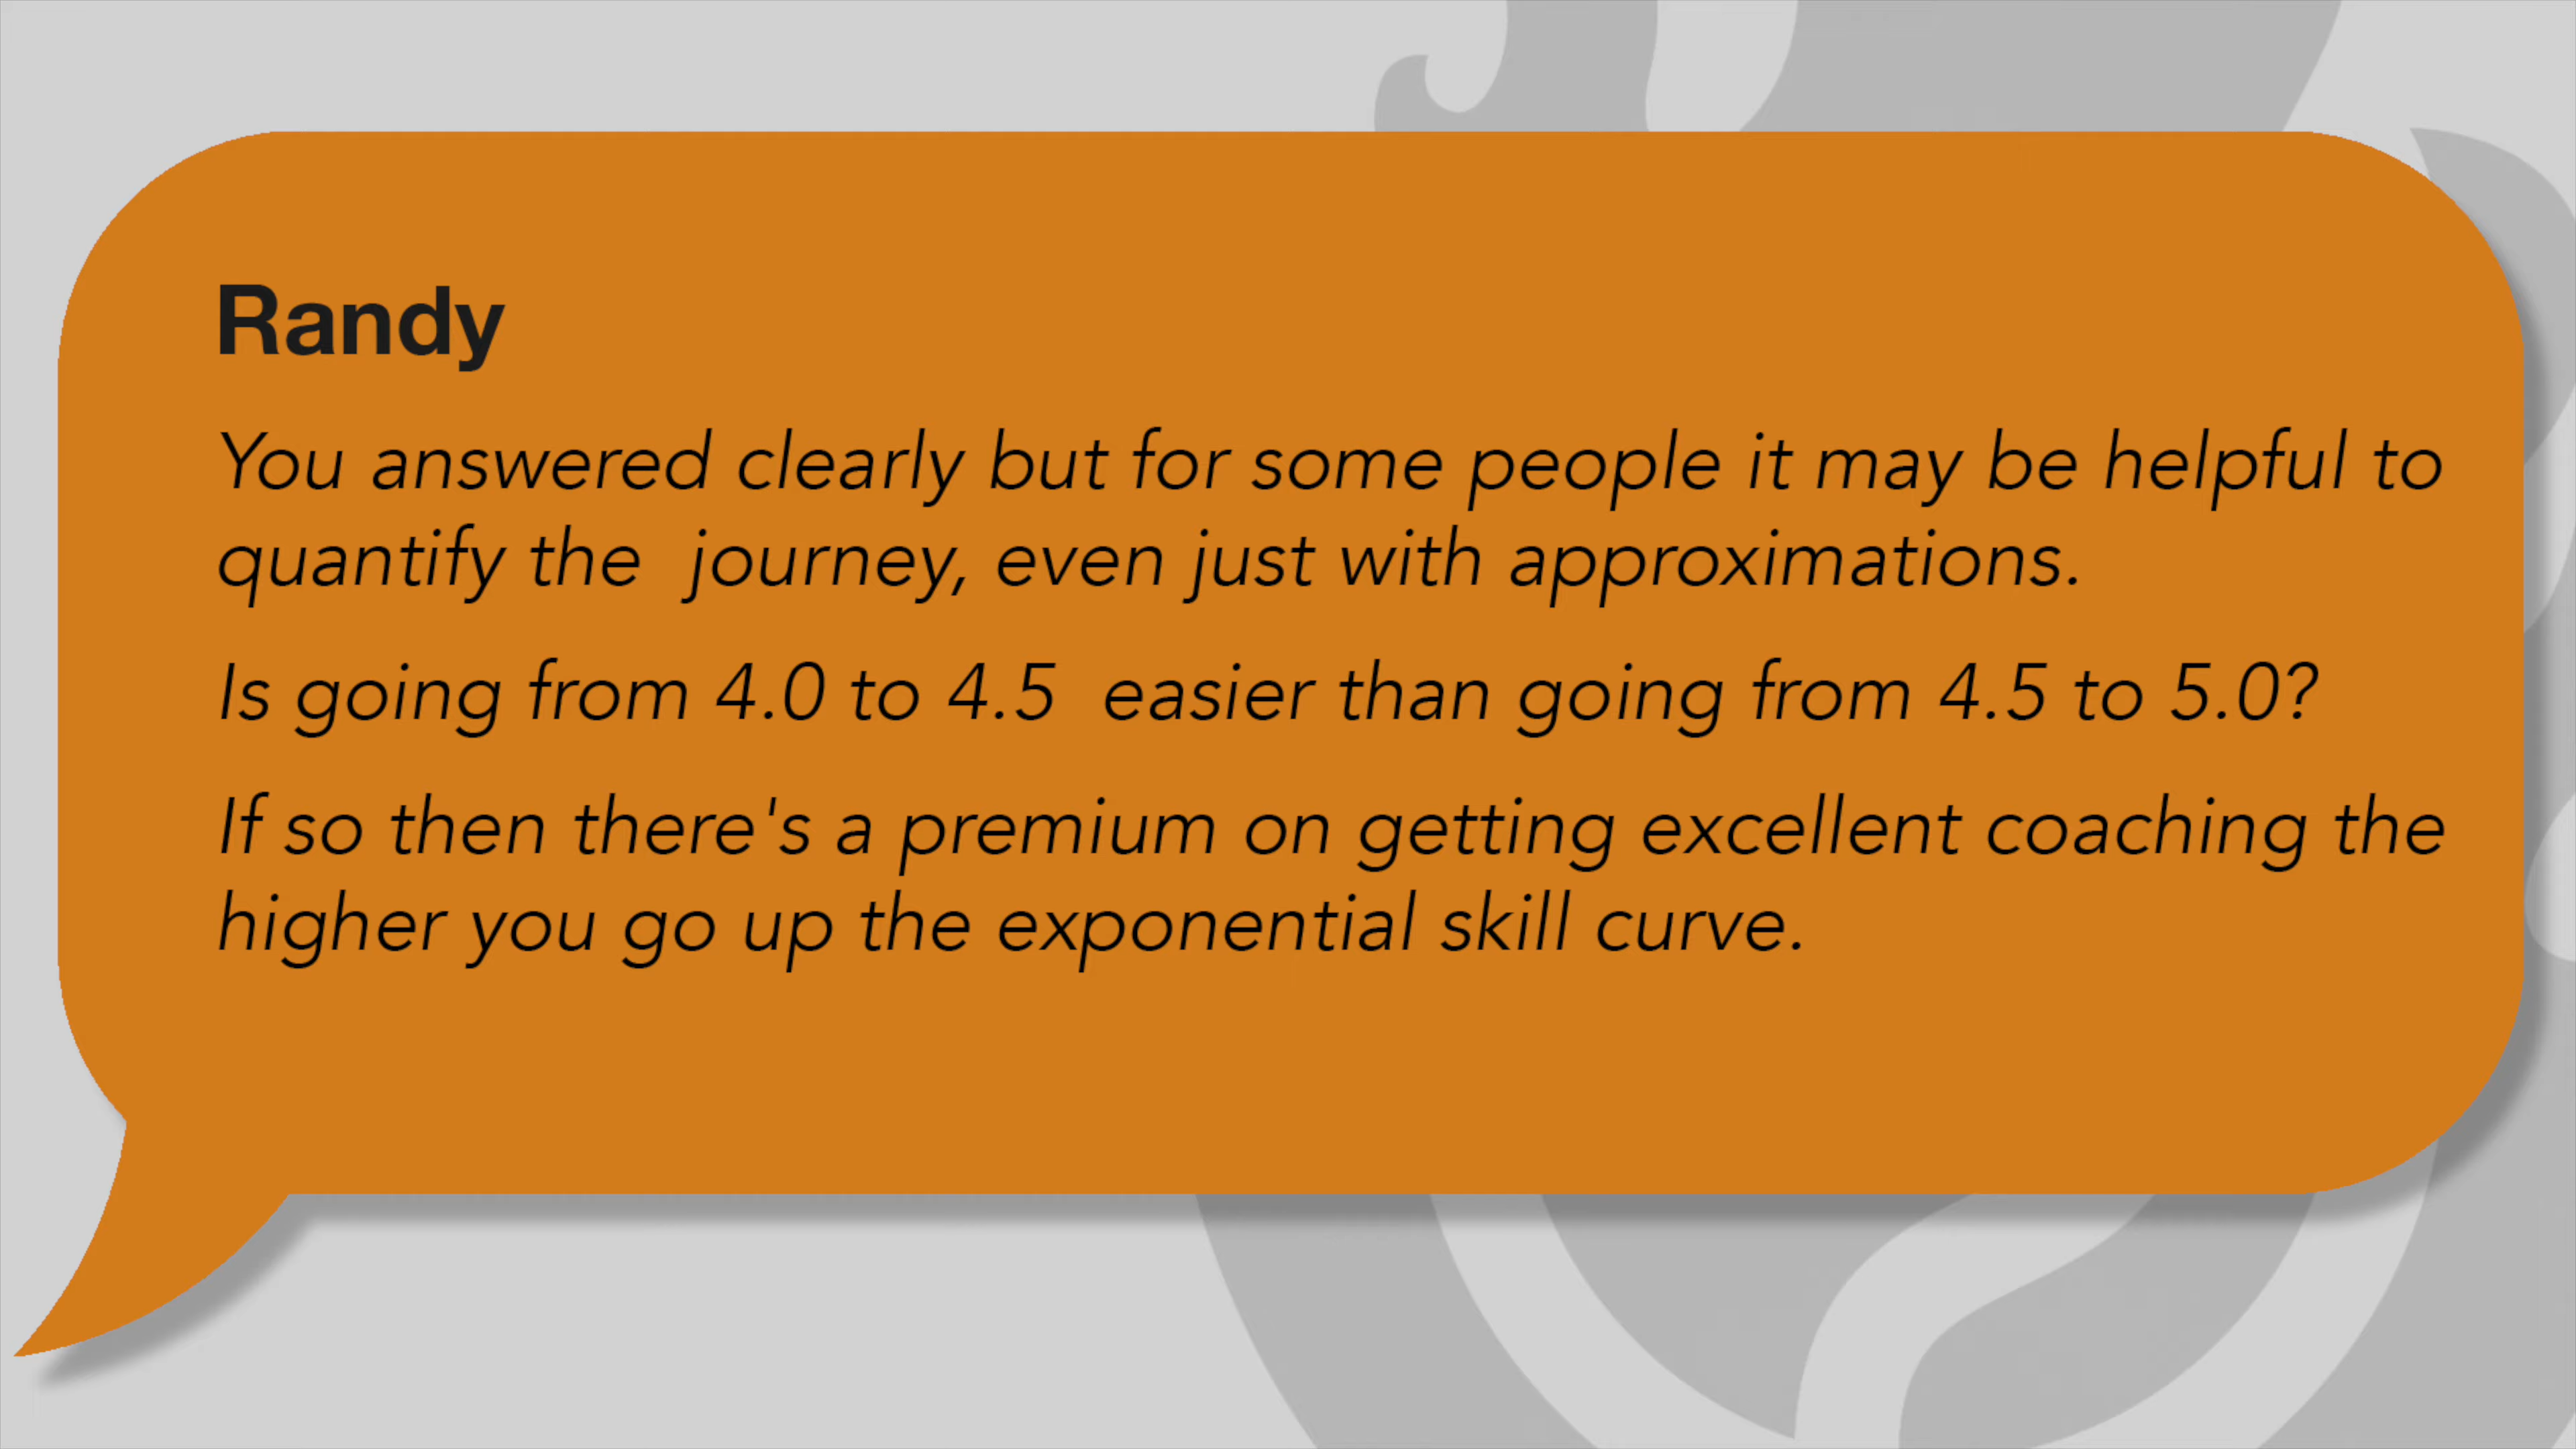 Randy
You answered clearly but for some people it may be helpful to
quantify the  journey, even just with approximations.
Is going from 4.0 to 4.5  easier than going from 4.5 to 5.0?
If so then there's a premium on getting excellent coaching the
higher you go up the exponential skill curve.